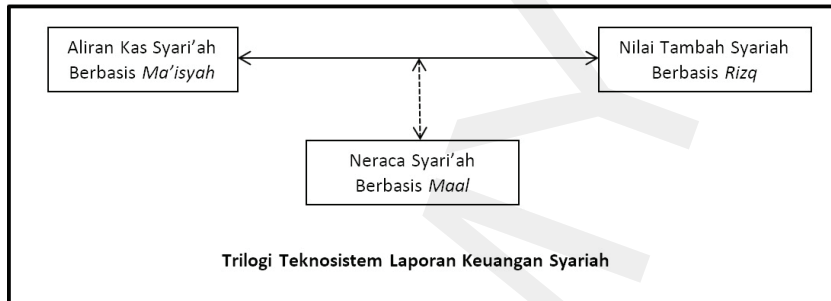 Aliran Kas Syari’ah
Berbasis Ma’isyah
Nilai Tambah Syariah
Berbasis Rizq
Neraca Syari’ah
Berbasis Maal
Trilogi Teknosistem Laporan Keuangan Syariah